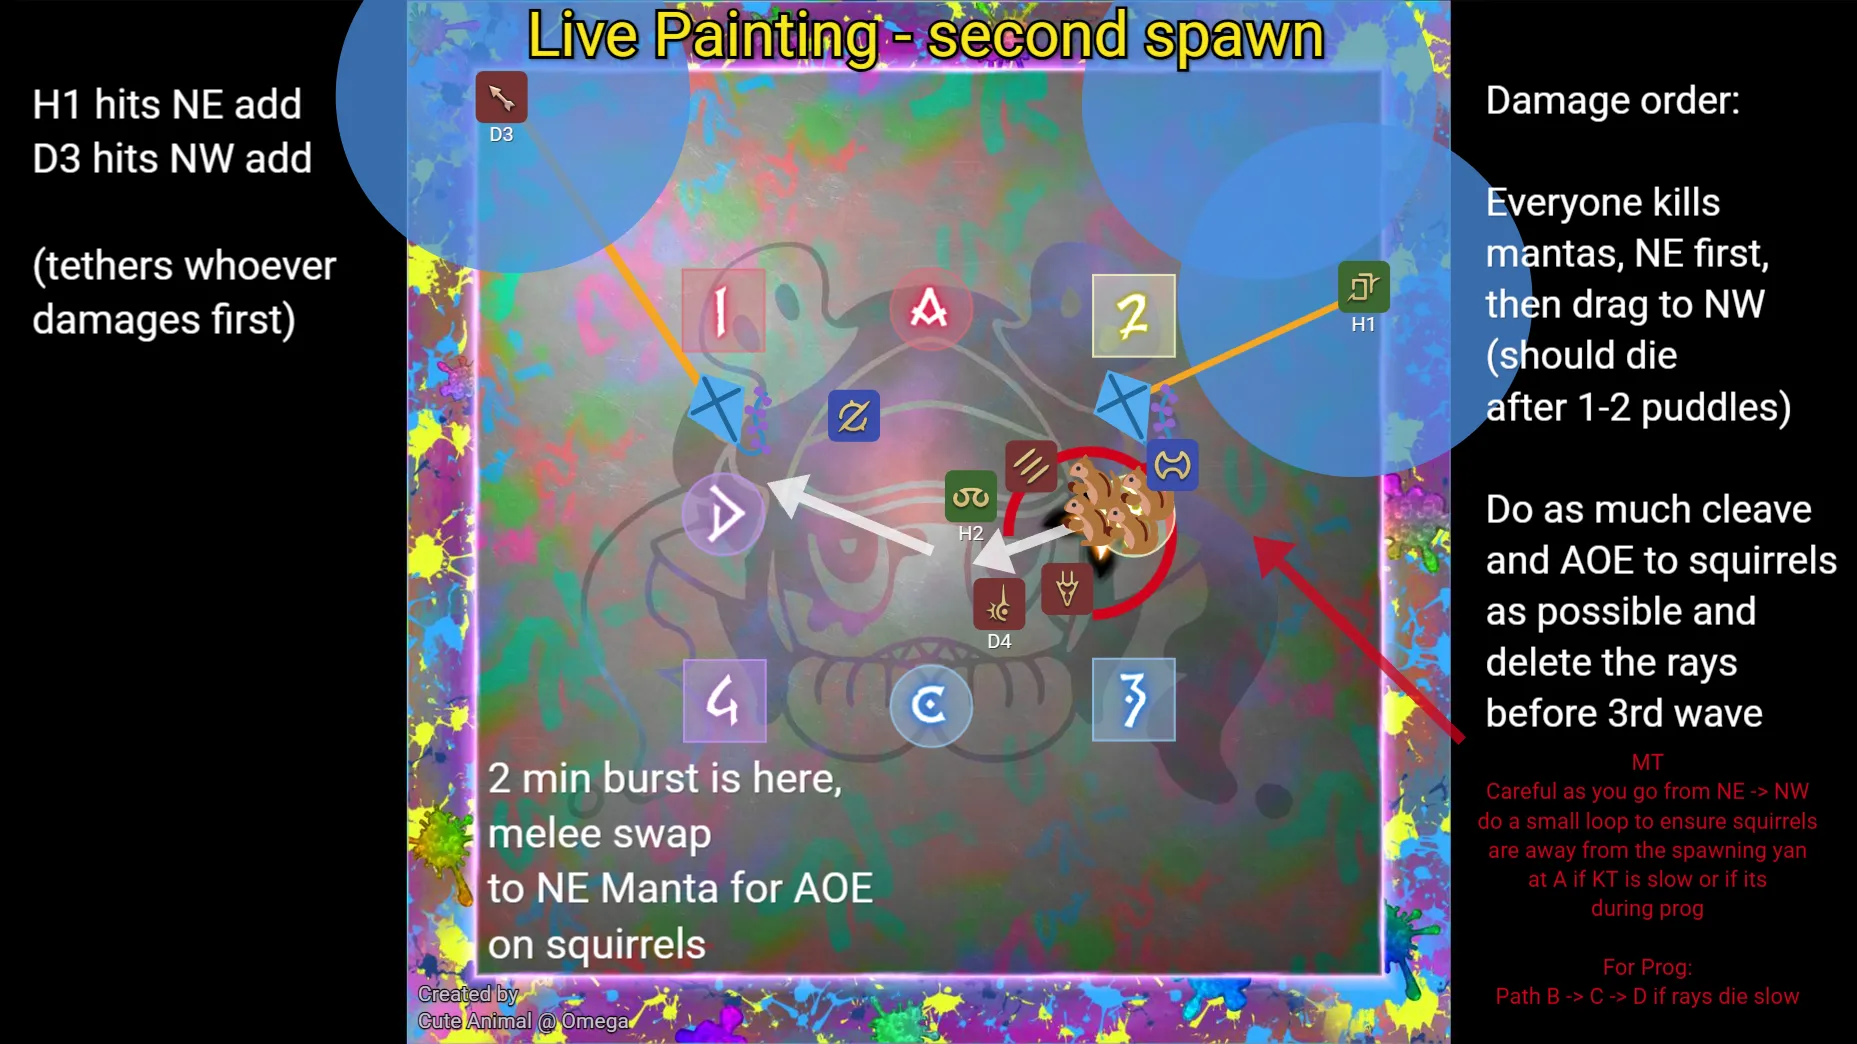 Live Painting - second spawn
H1 hits NE add
D3 hits NW add
(tethers whoever
damages first)
D3
1
A
2
H1
D
H2
D4
4
C
3
2 min burst is here,
melee swap
to NE Manta for AOE
on squirrels
Created by
Cute Animal @ Omega
Damage order:
Everyone kills
mantas, NE first,
then drag to NW
(should die
after 1-2 puddles)
Do as much cleave
and AOE to squirrels
as possible and
delete the rays
before 3rd wave
MT
Careful as you go from NE -> NW
do a small loop to ensure squirrels
are away from the spawning yan
at A if KT is slow or if its
during prog
For Prog:
Path B -> C -> D if rays die slow